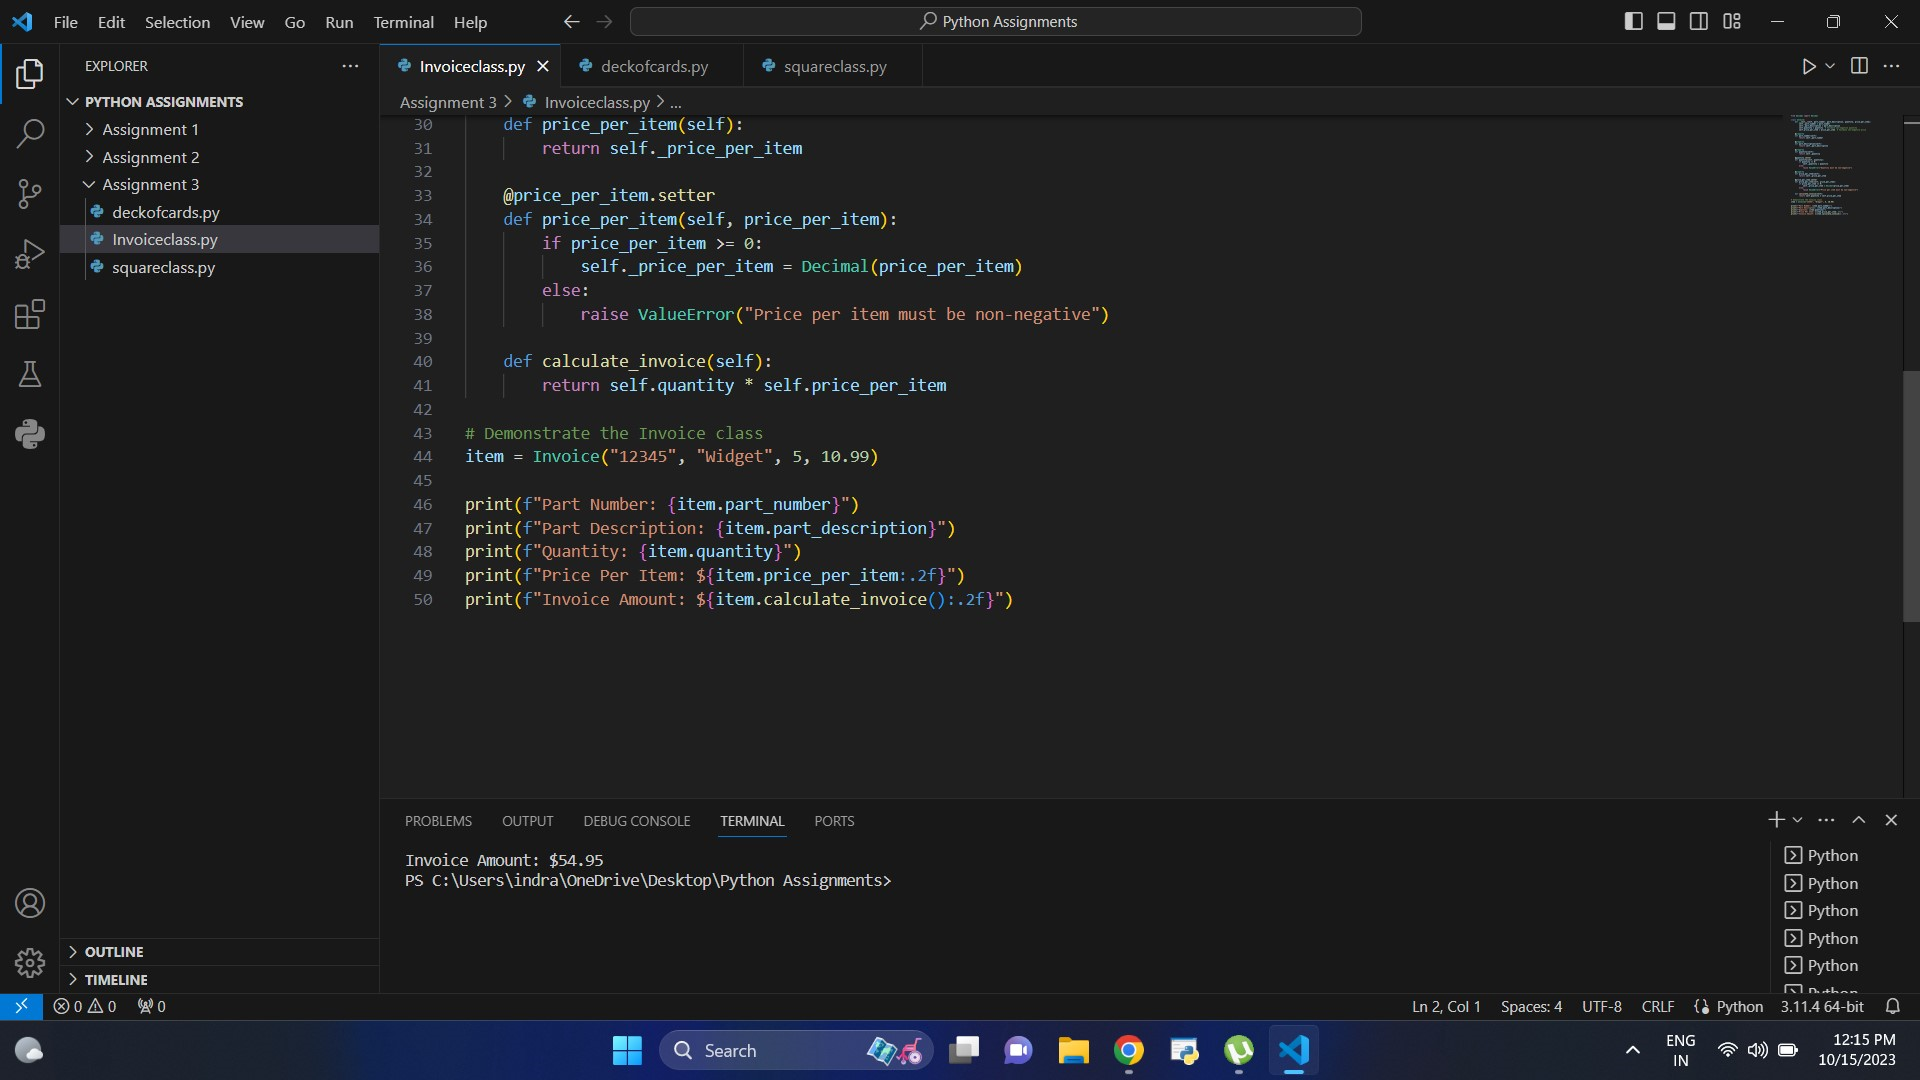 File Edit Selection View Go Run Terminal Help
Python Assignments
EXPLORER
PYTHON ASSIGNMENTS
Assignment 1
Assignment 2
Assignment 3
deckofcards.py
Invoiceclass.py
squareclass.py
OUTLINE
TIMELINE
Invoiceclass.py deckofcards.py squareclass.py
Assignment 3 > Invoiceclass.py > ...
30 def price_per_item(self):
31 return self._price_per_item
32
33 @price_per_item.setter
34 def price_per_item(self, price_per_item):
35 if price_per_item >= 0:
36 self._price_per_item = Decimal(price_per_item)
37 else:
38 raise ValueError("Price per item must be non-negative")
39
40 def calculate_invoice(self):
41 return self.quantity * self.price_per_item
42
43 # Demonstrate the Invoice class
44 item = Invoice("12345", "Widget", 5, 10.99)
45
46 print(f"Part Number: {item.part_number}")
47 print(f"Part Description: {item.part_description}")
48 print(f"Quantity: {item.quantity}")
49 print(f"Price Per Item: ${item.price_per_item:.2f}")
50 print(f"Invoice Amount: ${item.calculate_invoice():.2f}")
PROBLEMS OUTPUT DEBUG CONSOLE TERMINAL PORTS
Invoice Amount: $54.95
PS C:\Users\indra\OneDrive\Desktop\Python Assignments>
Python
Python
Python
Python
Python
Python
0 0 0
Ln 2, Col 1 Spaces: 4 UTF-8 CRLF Python 3.11.4 64-bit
Search
ENG
IN
12:15 PM
10/15/2023